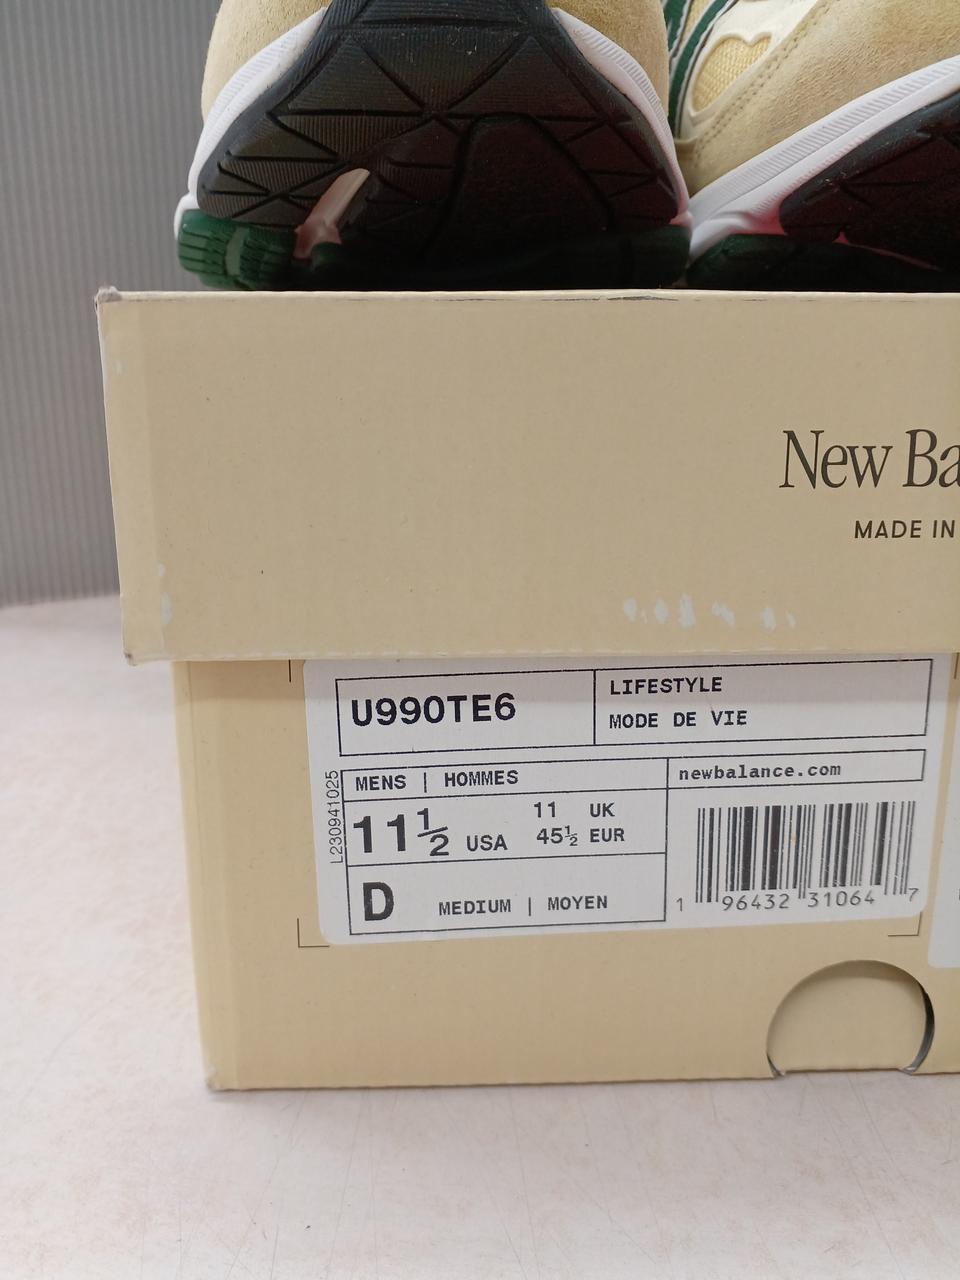 New Ba
MADE IN
U990TE6
LIFESTYLE
MODE DE VIE
MENS | HOMMES
newbalance.com
L230941025
11½ USA
11 UK
45½ EUR
D MEDIUM | MOYEN
1 96432 31064 7